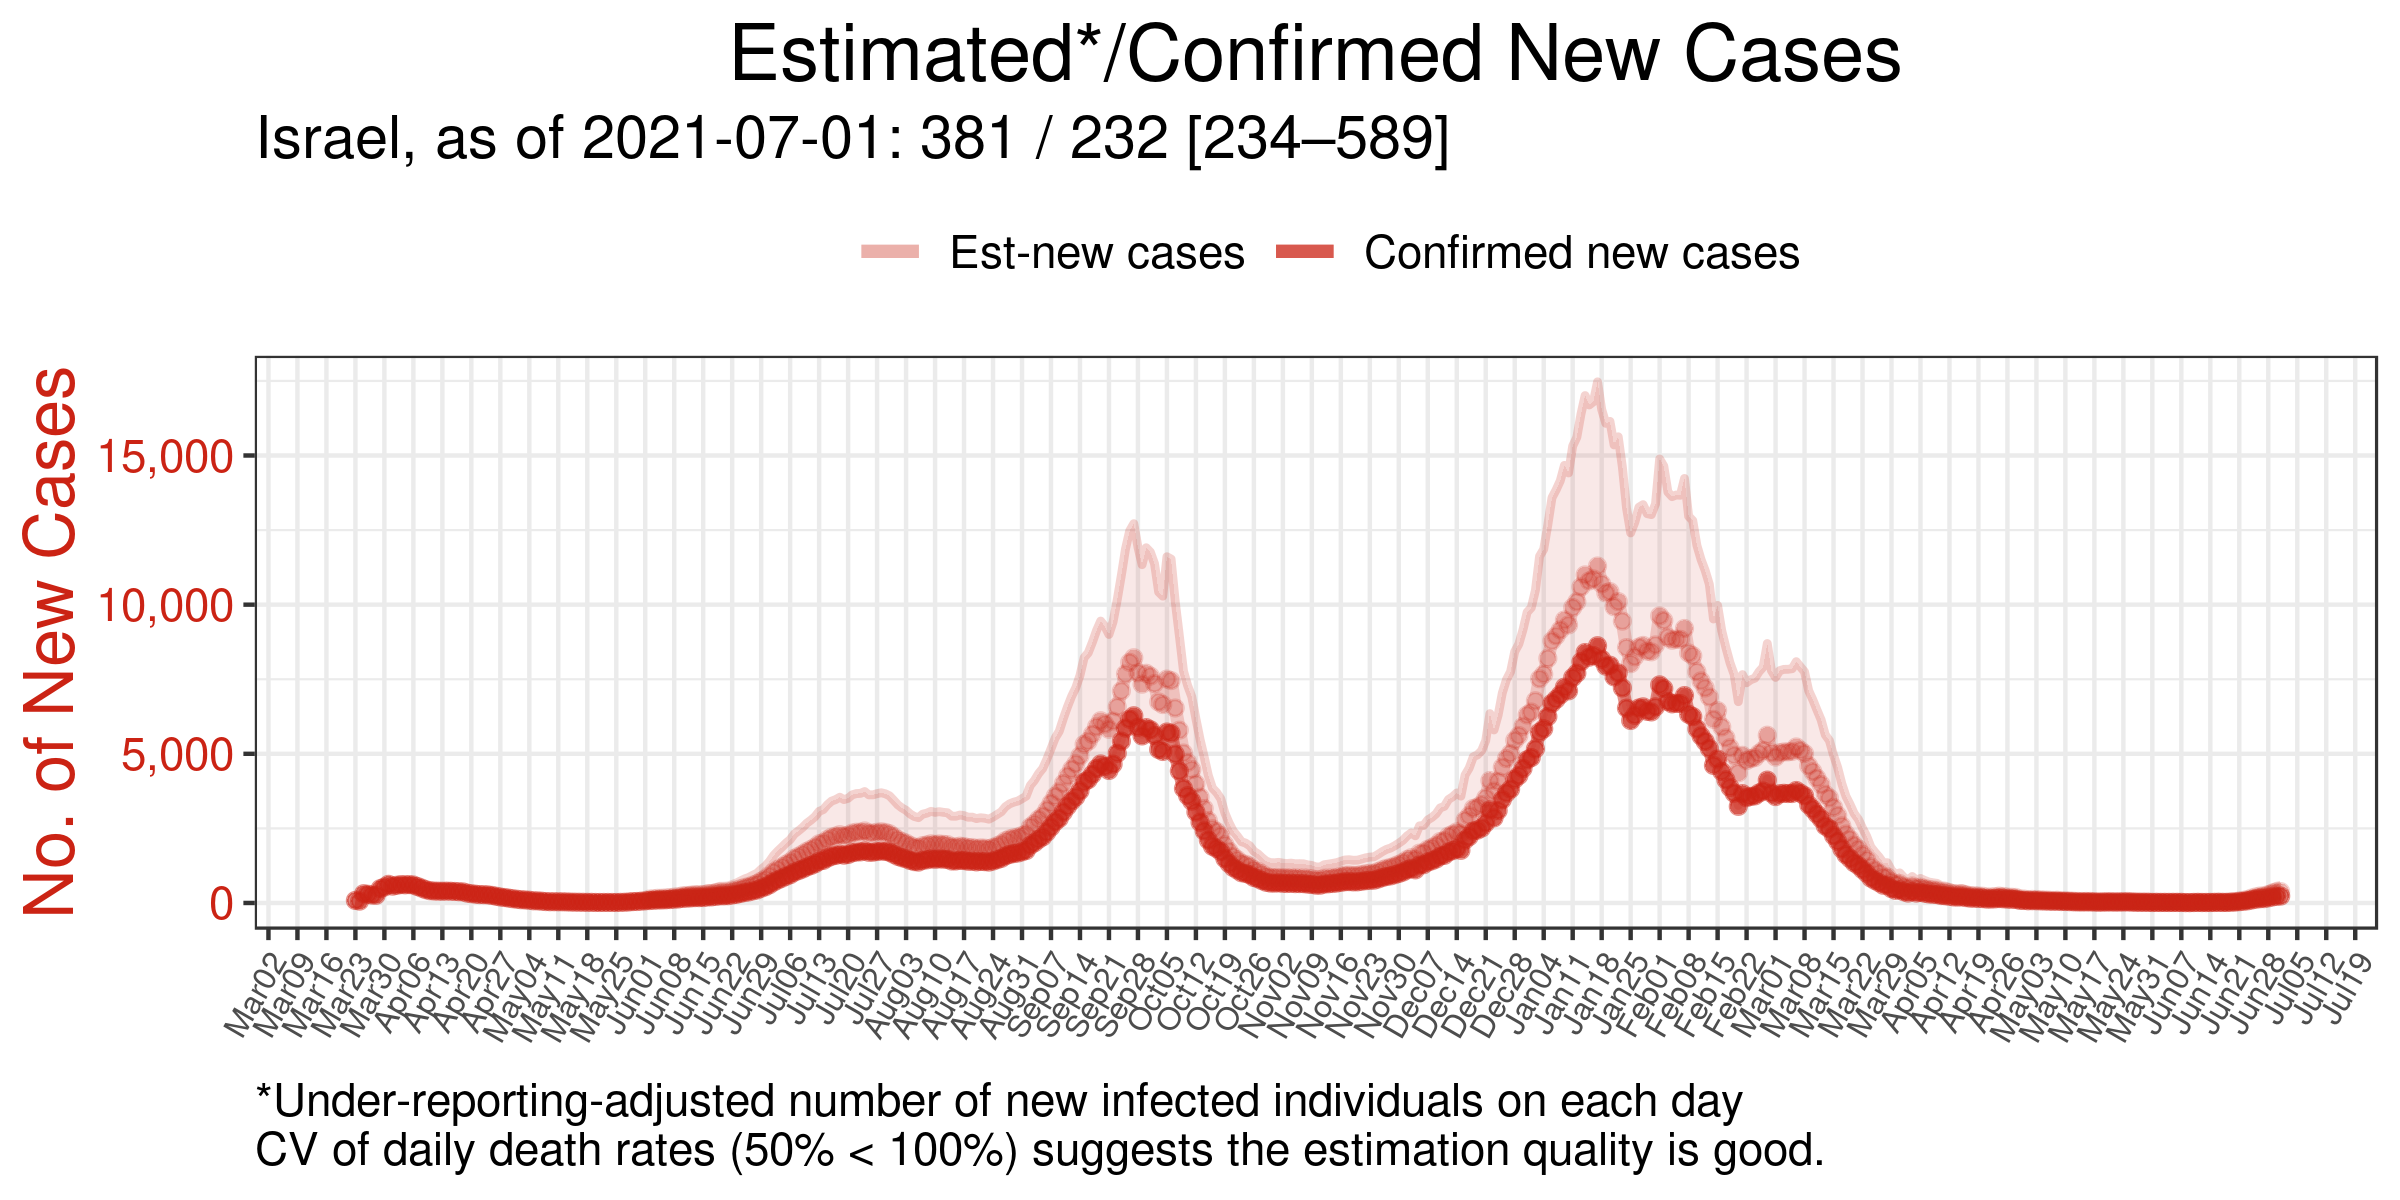 Estimated*/Confirmed New Cases
Israel, as of 2021-07-01: 381 / 232 [234–589]
Est-new cases Confirmed new cases
No. of New Cases
15,000
10,000
5,000
0
Mar02 Mar09 Mar16 Mar23 Mar30 Apr06 Apr13 Apr20 Apr27 May04 May11 May18 May25 Jun01 Jun08 Jun15 Jun22 Jun29 Jul06 Jul13 Jul20 Jul27 Aug03 Aug10 Aug17 Aug24 Aug31 Sep07 Sep14 Sep21 Sep28 Oct05 Oct12 Oct19 Oct26 Nov02 Nov09 Nov16 Nov23 Nov30 Dec07 Dec14 Dec21 Dec28 Jan04 Jan11 Jan18 Jan25 Feb01 Feb08 Feb15 Feb22 Mar01 Mar08 Mar15 Mar22 Mar29 Apr05 Apr12 Apr19 Apr26 May03 May10 May17 May24 May31 Jun07 Jun14 Jun21 Jun28 Jul05 Jul12 Jul19
*Under-reporting-adjusted number of new infected individuals on each day
CV of daily death rates (50% < 100%) suggests the estimation quality is good.